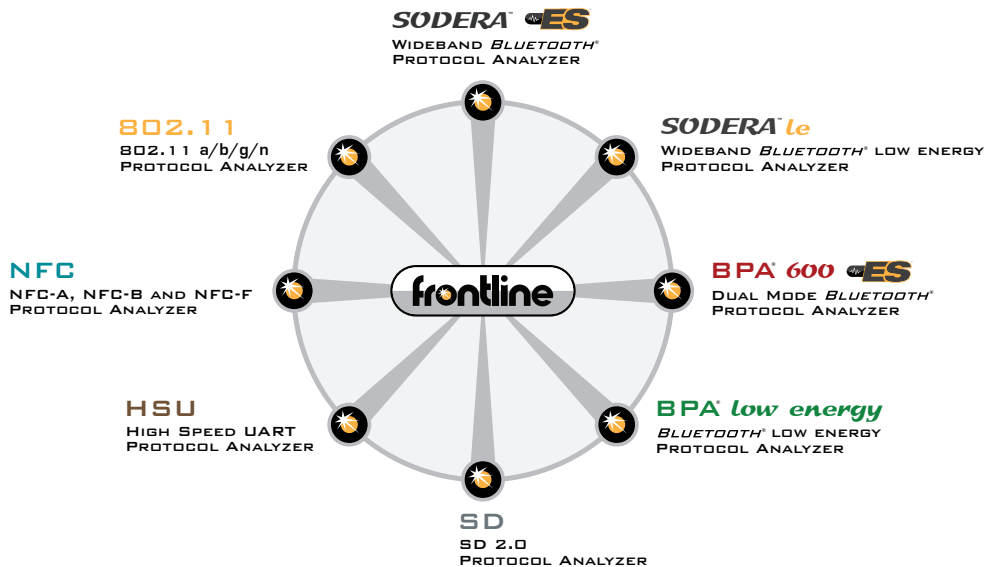 SODERA™ ES
WIDEBAND BLUETOOTH®
PROTOCOL ANALYZER
802.11
802.11 a/b/g/n
PROTOCOL ANALYZER
SODERA™ le
WIDEBAND BLUETOOTH® LOW ENERGY
PROTOCOL ANALYZER
NFC
NFC-A, NFC-B AND NFC-F
PROTOCOL ANALYZER
frontline
BPA® 600 ES
DUAL MODE BLUETOOTH®
PROTOCOL ANALYZER
HSU
HIGH SPEED UART
PROTOCOL ANALYZER
BPA® low energy
BLUETOOTH® LOW ENERGY
PROTOCOL ANALYZER
SD
SD 2.0
PROTOCOL ANALYZER